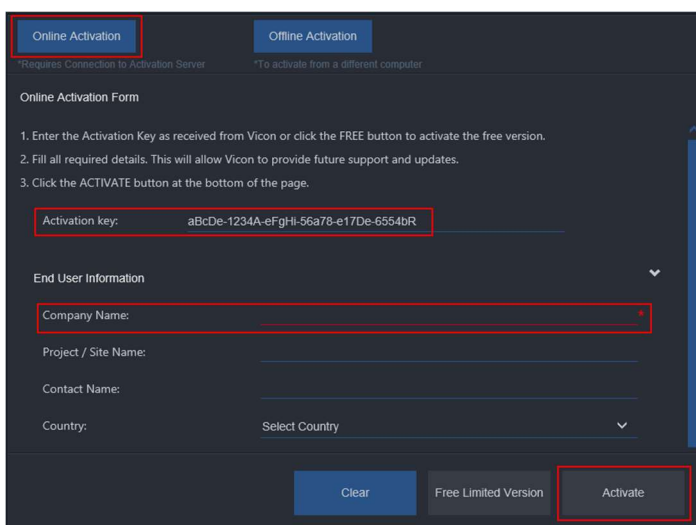 Online Activation
Offline Activation
*Requires Connection to Activation Server
*To activate from a different computer
Online Activation Form
1. Enter the Activation Key as received from Vicon or click the FREE button to activate the free version.
2. Fill all required details. This will allow Vicon to provide future support and updates.
3. Click the ACTIVATE button at the bottom of the page.
Activation key: aBcDe-1234A-eFgHi-56a78-e17De-6554bR
End User Information
Company Name: *
Project / Site Name:
Contact Name:
Country: Select Country
Clear
Free Limited Version
Activate